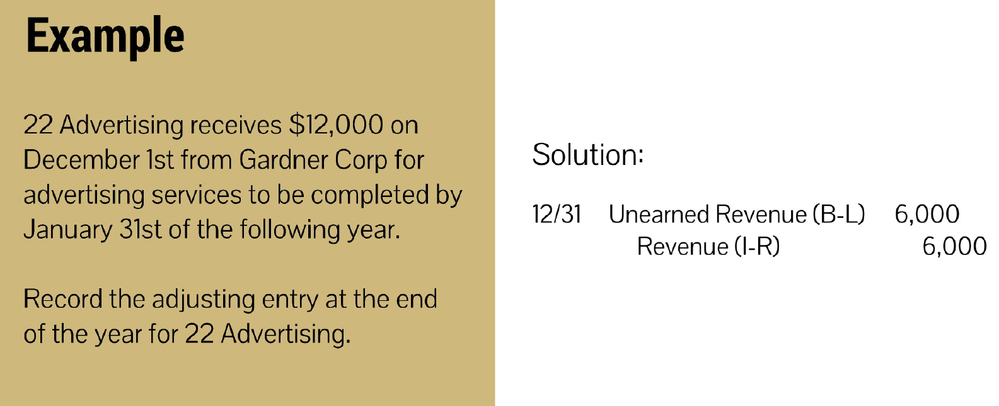 Example
22 Advertising receives $12,000 on
December 1st from Gardner Corp for
advertising services to be completed by
January 31st of the following year.
Record the adjusting entry at the end
of the year for 22 Advertising.
Solution:
12/31 Unearned Revenue (B-L) 6,000
Revenue (I-R) 6,000